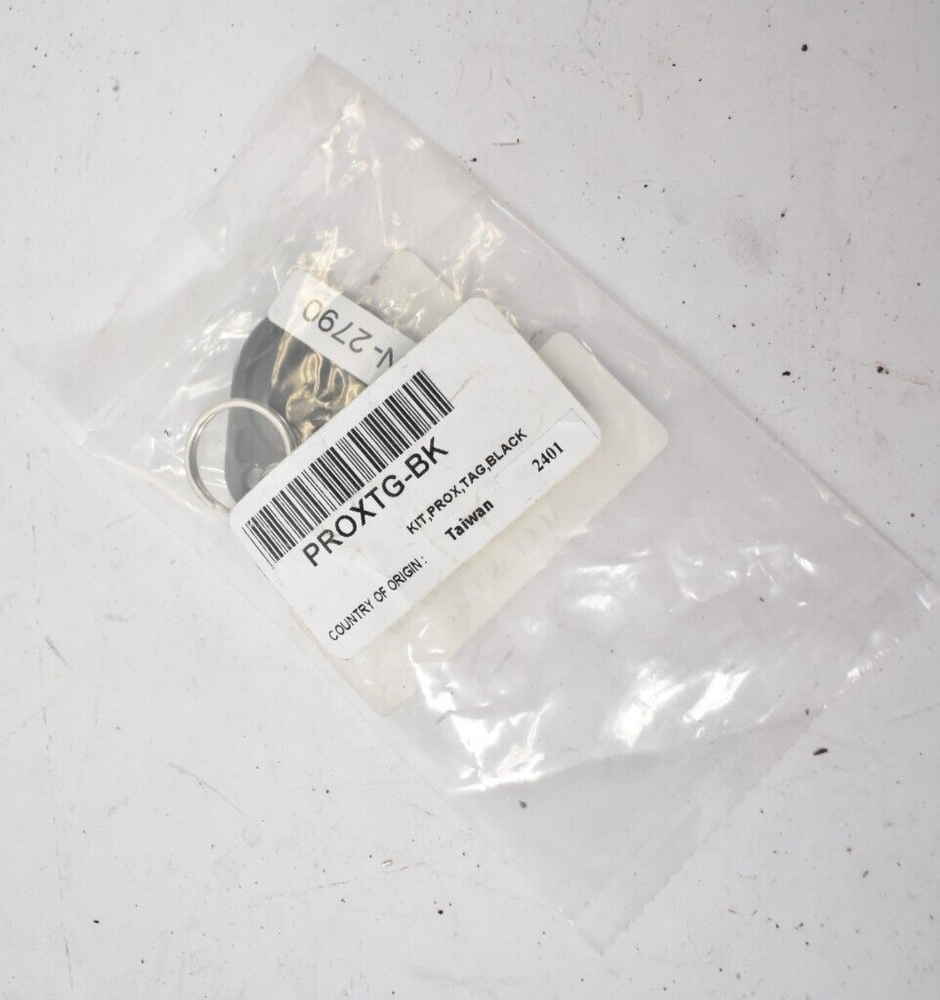 -2790
PROXTG-BK
KIT,PROX,TAG,BLACK
COUNTRY OF ORIGIN:
Taiwan
2401